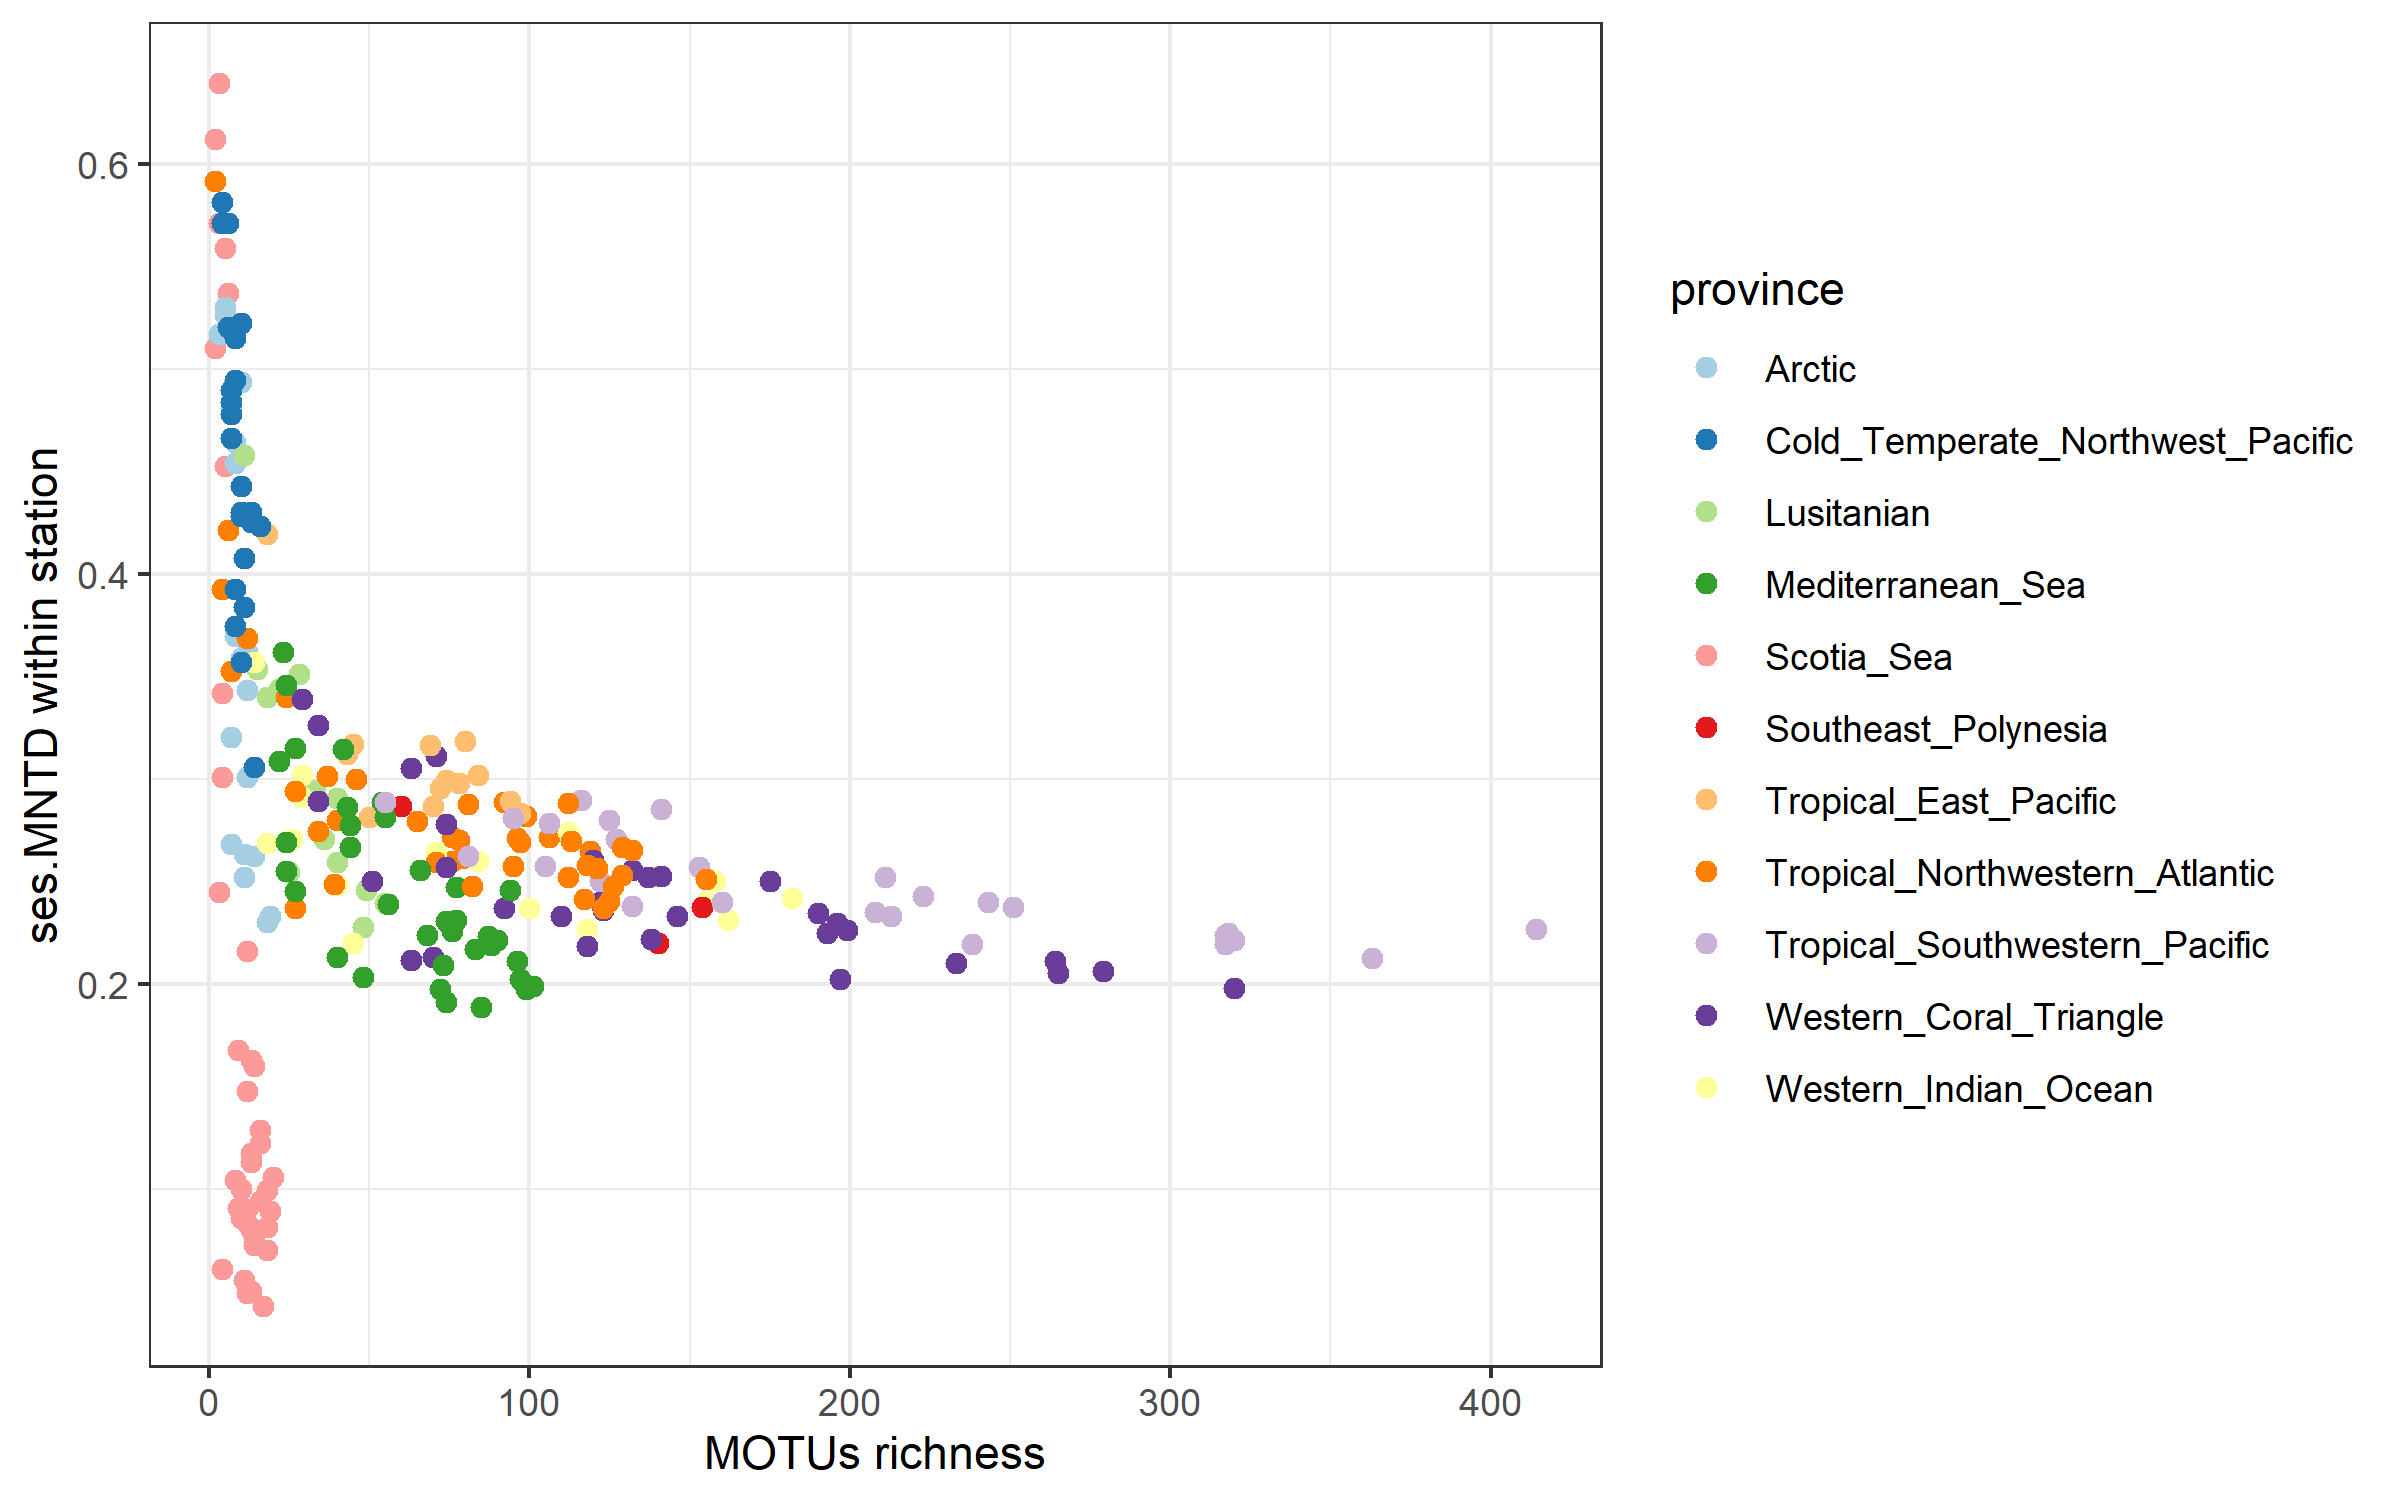 ses.MNTD within station
0.6
0.4
0.2
0
100
200
300
400
MOTUs richness
province
Arctic
Cold_Temperate_Northwest_Pacific
Lusitanian
Mediterranean_Sea
Scotia_Sea
Southeast_Polynesia
Tropical_East_Pacific
Tropical_Northwestern_Atlantic
Tropical_Southwestern_Pacific
Western_Coral_Triangle
Western_Indian_Ocean